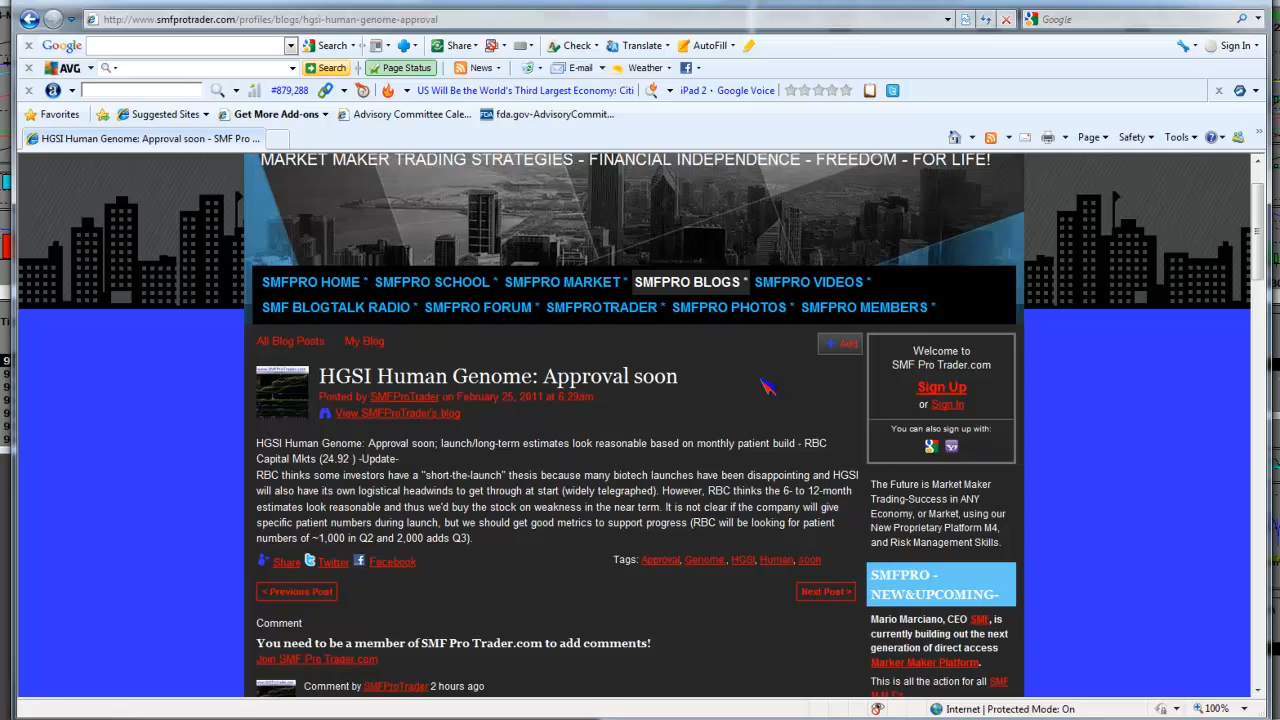 http://www.smfprotrader.com/profiles/blogs/hgsi-human-genome-approval
Google
Google Search Share Check Translate AutoFill Sign In
AVG Search Page Status News E-mail Weather
#879,288 US Will Be the World's Third Largest Economy: Citi iPad 2 • Google Voice
Favorites Suggested Sites Get More Add-ons Advisory Committee Cale... FDA fda.gov-AdvisoryCommit...
HGSI Human Genome: Approval soon - SMF Pro ... Page Safety Tools
MARKET MAKER TRADING STRATEGIES - FINANCIAL INDEPENDENCE - FREEDOM - FOR LIFE!
SMFPRO HOME * SMFPRO SCHOOL * SMFPRO MARKET * SMFPRO BLOGS * SMFPRO VIDEOS *
SMF BLOGTALK RADIO * SMFPRO FORUM * SMFPROTRADER * SMFPRO PHOTOS * SMFPRO MEMBERS *
All Blog Posts My Blog + Add
HGSI Human Genome: Approval soon
Posted by SMFProTrader on February 25, 2011 at 6:29am
View SMFProTrader's blog
HGSI Human Genome: Approval soon; launch/long-term estimates look reasonable based on monthly patient build - RBC
Capital Mkts (24.92 ) -Update-
RBC thinks some investors have a "short-the-launch" thesis because many biotech launches have been disappointing and HGSI
will also have its own logistical headwinds to get through at start (widely telegraphed). However, RBC thinks the 6- to 12-month
estimates look reasonable and thus we'd buy the stock on weakness in the near term. It is not clear if the company will give
specific patient numbers during launch, but we should get good metrics to support progress (RBC will be looking for patient
numbers of ~1,000 in Q2 and 2,000 adds Q3).
Share Twitter Facebook Tags: Approval, Genome:, HGSI, Human, soon
< Previous Post Next Post >
Comment
You need to be a member of SMF Pro Trader.com to add comments!
Join SMF Pro Trader.com
Comment by SMFProTrader 2 hours ago
Welcome to
SMF Pro Trader.com
Sign Up
or Sign In
You can also sign up with:
The Future is Market Maker
Trading-Success in ANY
Economy, or Market, using our
New Proprietary Platform M4,
and Risk Management Skills.
SMFPRO -
NEW&UPCOMING-
Mario Marciano, CEO SMF, is
currently building out the next
generation of direct access
Marker Maker Platform.
This is all the action for all SMF
M.M.T's
Internet | Protected Mode: On 100%